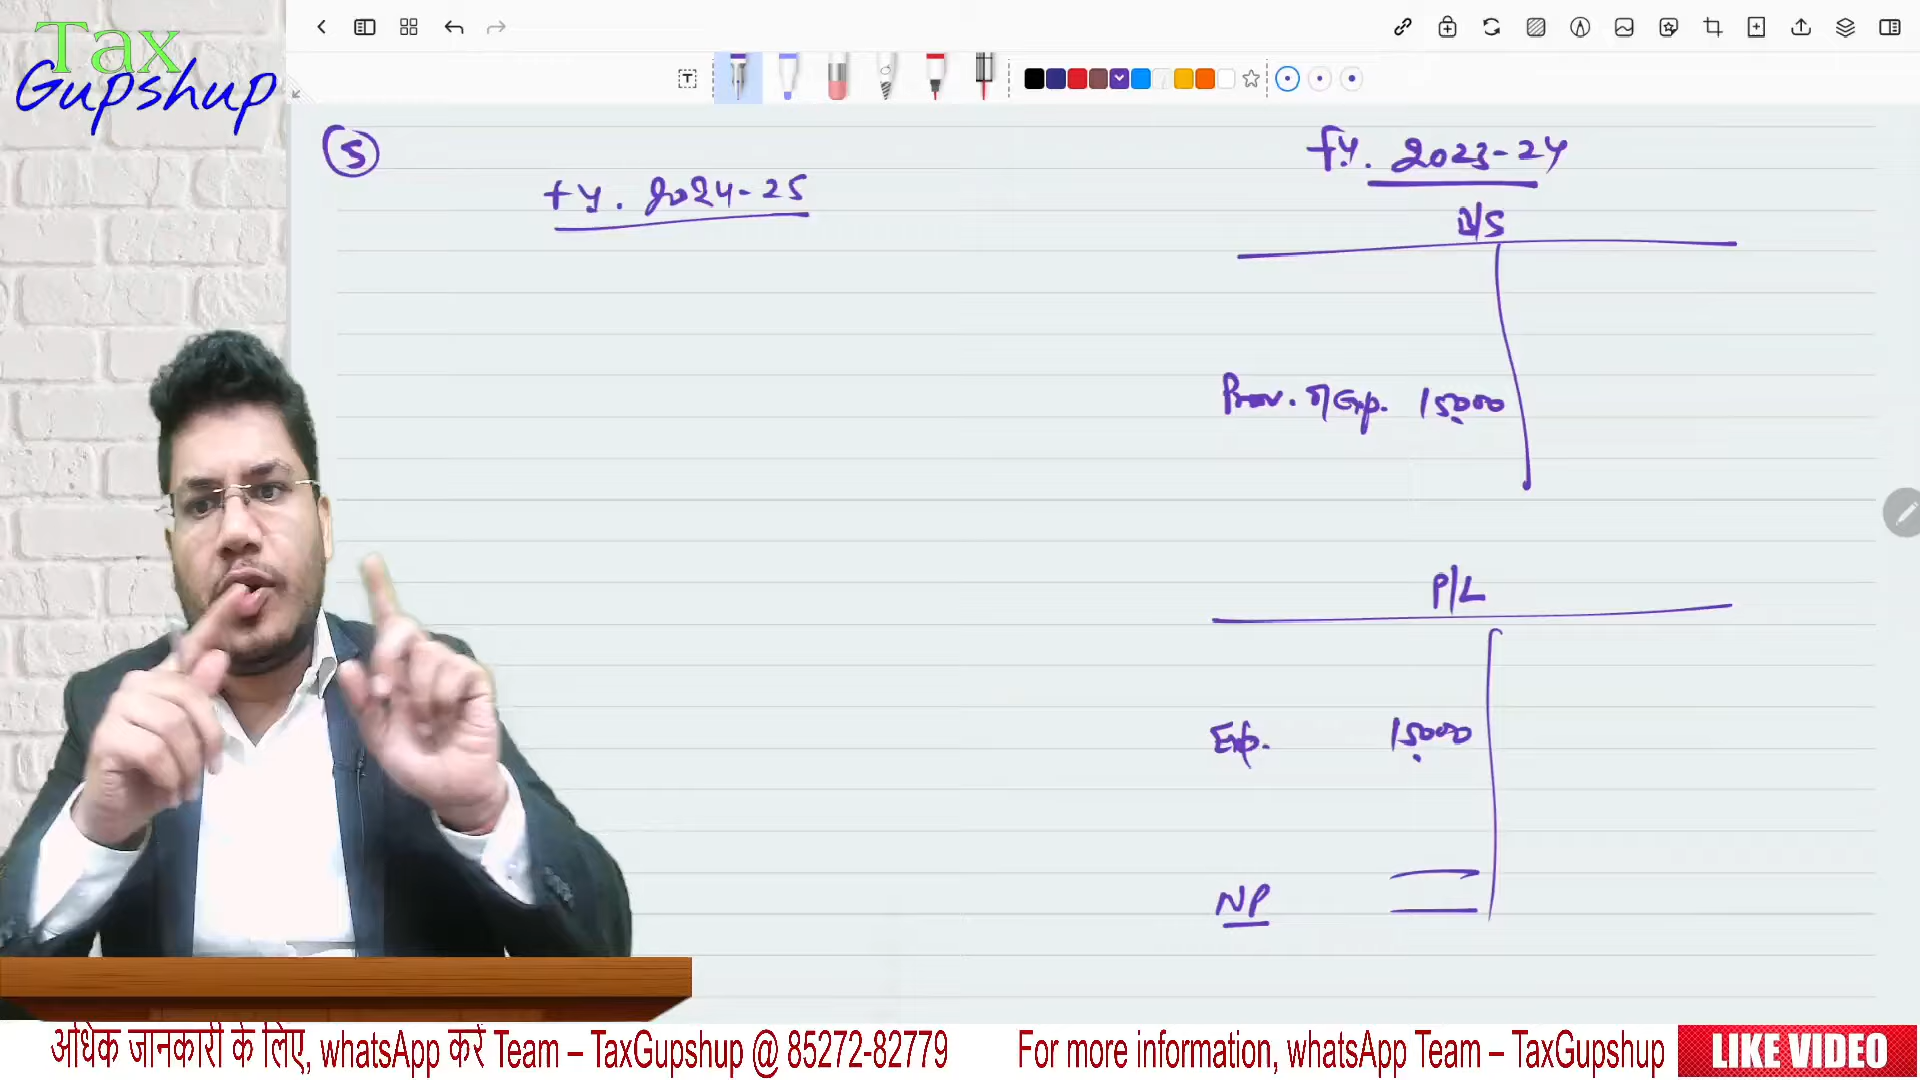 Tax
Gupshup
5
f.y. 2024-25
f.y. 2023-24
B/S
Prov. of Exp. 15000
P/L
Exp. 15000
NP
अधिक जानकारी के लिए, whatsApp करें Team – TaxGupshup @ 85272-82779
For more information, whatsApp Team – TaxGupshup
LIKE VIDEO